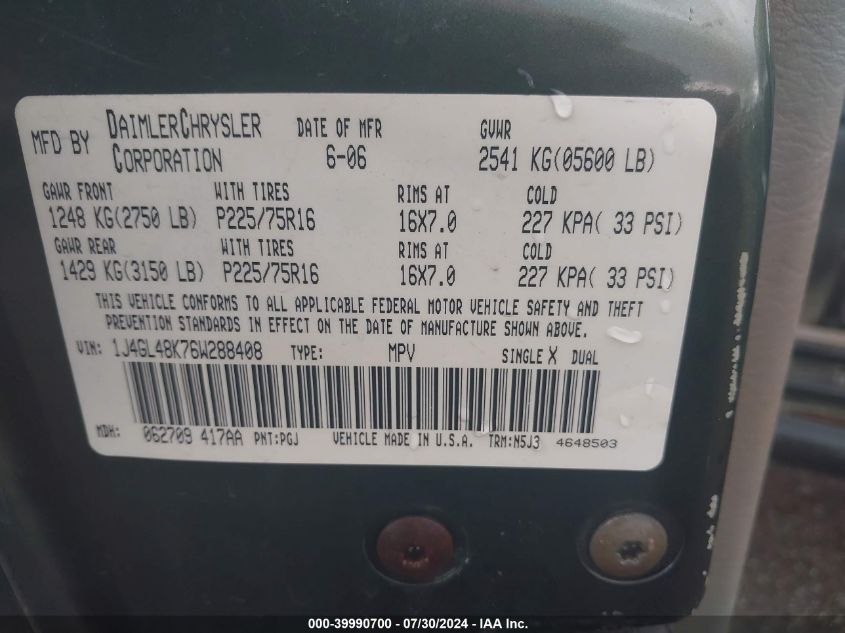 MFD BY DAIMLERCHRYSLER CORPORATION DATE OF MFR 6-06 GVWR 2541 KG(05600 LB)
GAWR FRONT WITH TIRES RIMS AT COLD
1248 KG(2750 LB) P225/75R16 16X7.0 227 KPA( 33 PSI)
GAWR REAR WITH TIRES RIMS AT COLD
1429 KG(3150 LB) P225/75R16 16X7.0 227 KPA( 33 PSI)
THIS VEHICLE CONFORMS TO ALL APPLICABLE FEDERAL MOTOR VEHICLE SAFETY AND THEFT
PREVENTION STANDARDS IN EFFECT ON THE DATE OF MANUFACTURE SHOWN ABOVE.
VIN: 1J4GL48K76W288408 TYPE: MPV SINGLE X DUAL
MDH: 062709 417AA PNT:PGJ VEHICLE MADE IN U.S.A. TRM:N5J3 4648503
000-39990700 - 07/30/2024 - IAA Inc.